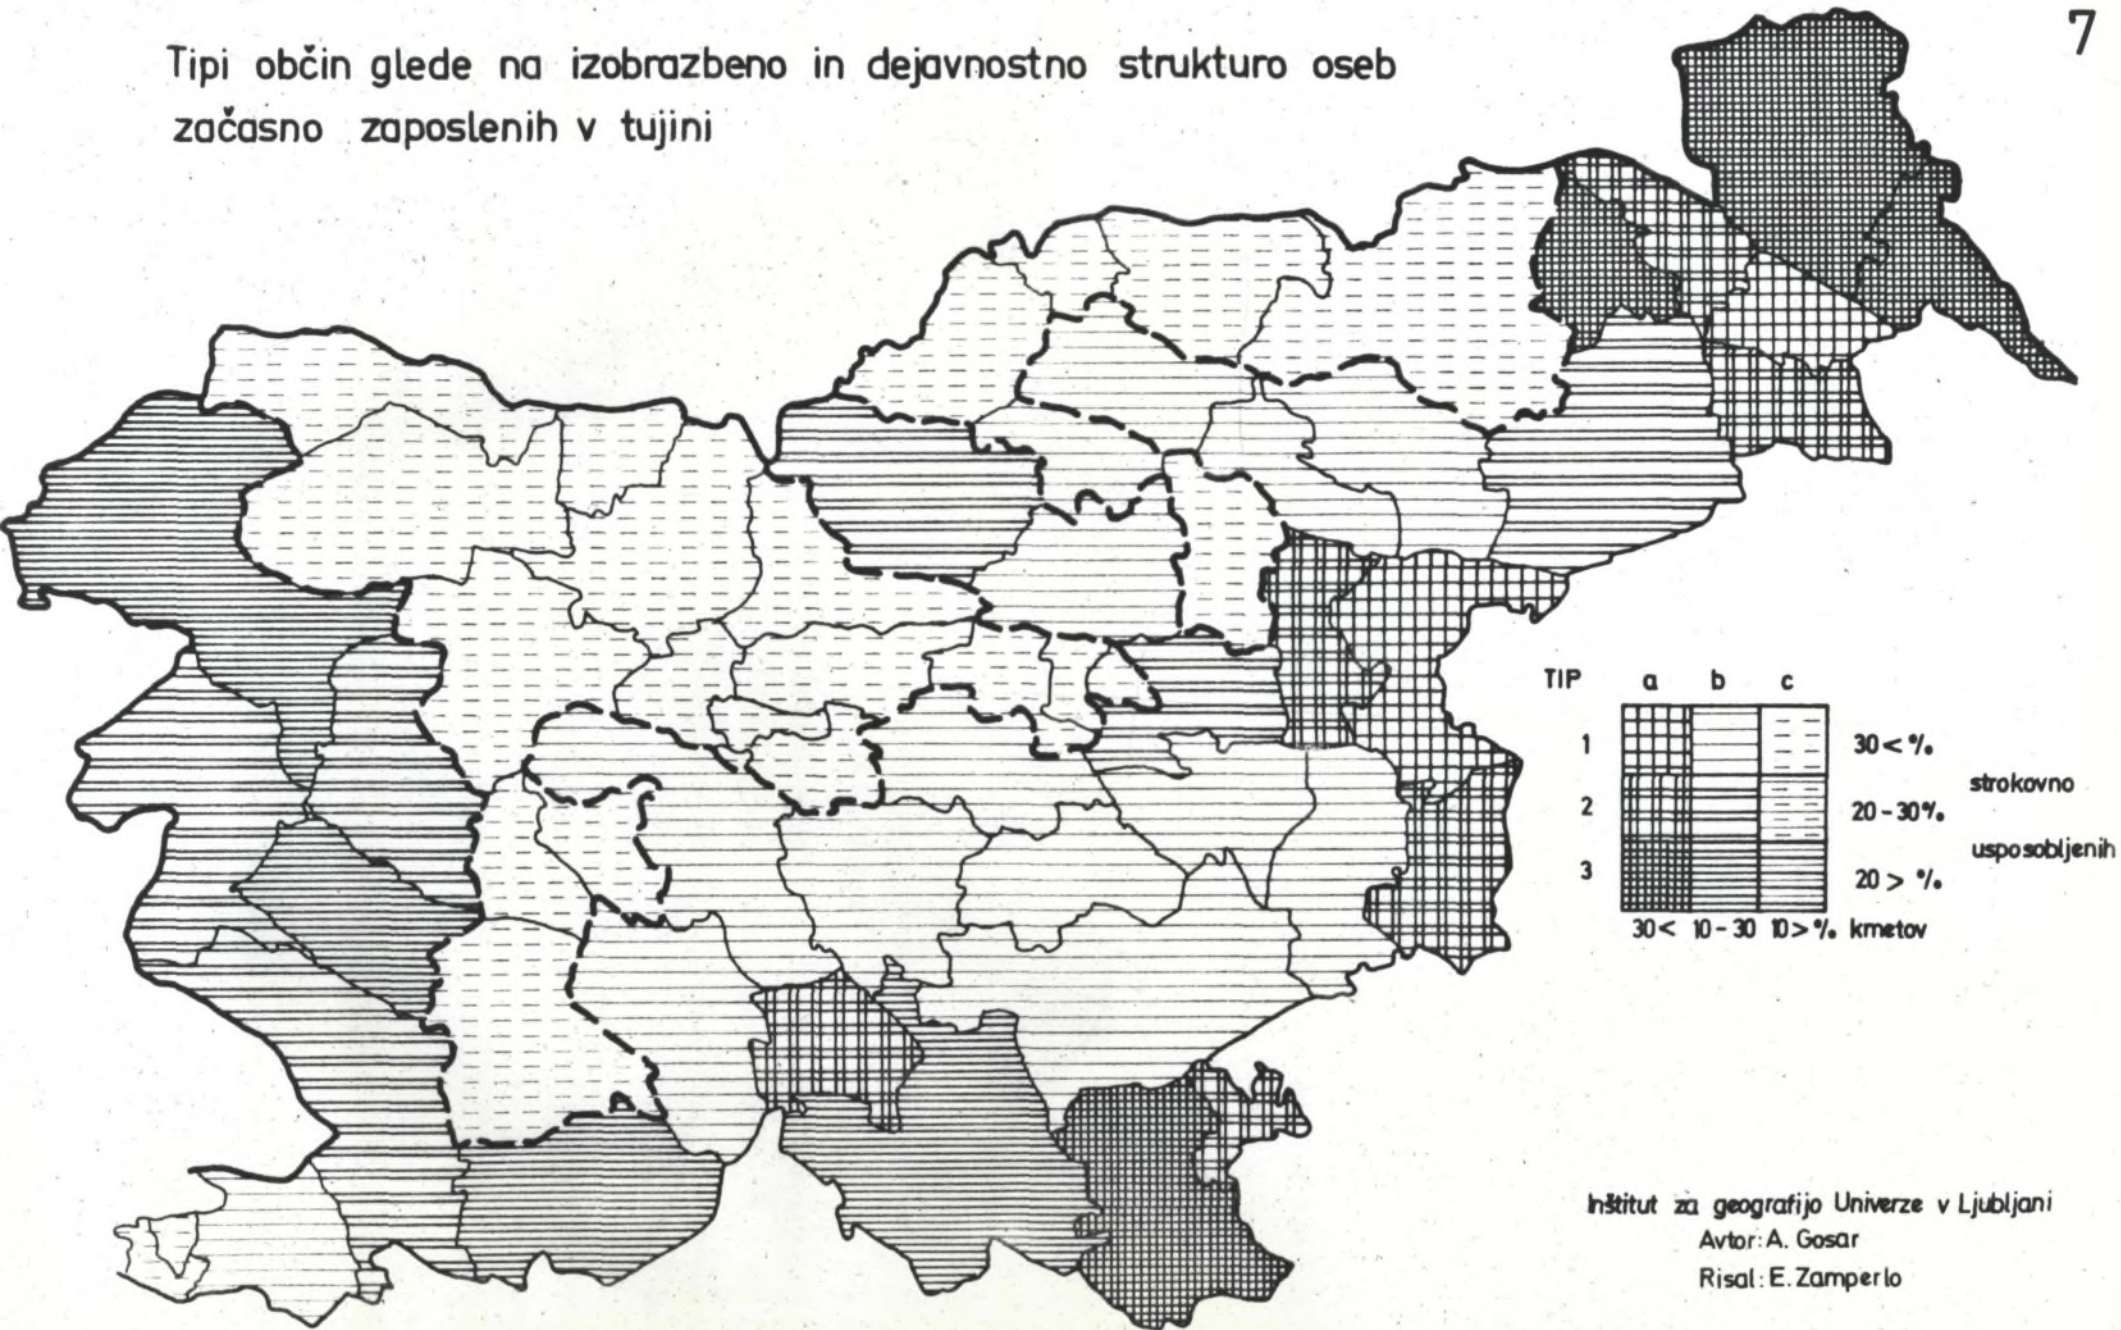 7
Tipi občin glede na izobrazbeno in dejavnostno strukturo oseb
začasno zaposlenih v tujini
TIP a b c
1 30< %
strokovno
2 20-30%
usposobljenih
3 20> %
30< 10-30 10>% kmetov
Inštitut za geografijo Univerze v Ljubljani
Avtor: A. Gosar
Risal: E. Zamperlo